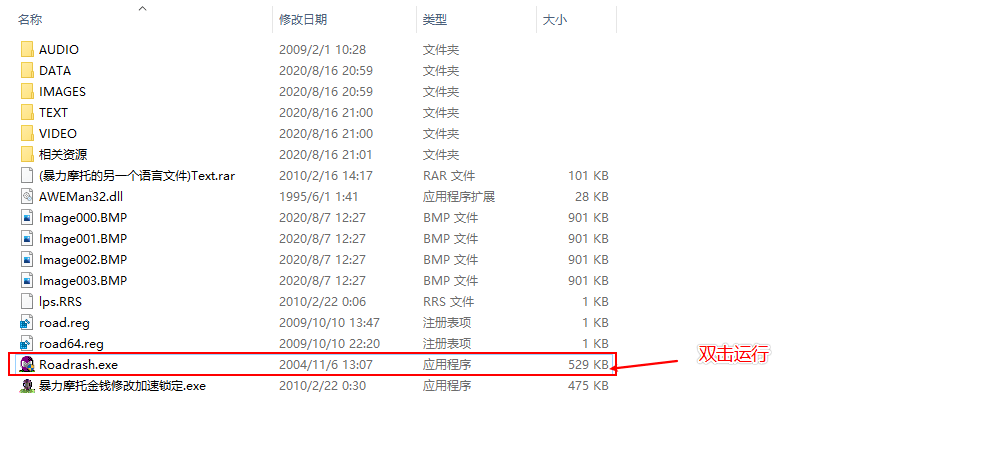 名称 修改日期 类型 大小
AUDIO 2009/2/1 10:28 文件夹
DATA 2020/8/16 20:59 文件夹
IMAGES 2020/8/16 20:59 文件夹
TEXT 2020/8/16 21:00 文件夹
VIDEO 2020/8/16 21:00 文件夹
相关资源 2020/8/16 21:01 文件夹
(暴力摩托的另一个语言文件)Text.rar 2010/2/16 14:17 RAR 文件 101 KB
AWEMan32.dll 1995/6/1 1:41 应用程序扩展 28 KB
Image000.BMP 2020/8/7 12:27 BMP 文件 901 KB
Image001.BMP 2020/8/7 12:27 BMP 文件 901 KB
Image002.BMP 2020/8/7 12:27 BMP 文件 901 KB
Image003.BMP 2020/8/7 12:27 BMP 文件 901 KB
lps.RRS 2010/2/22 0:06 RRS 文件 1 KB
road.reg 2009/10/10 13:47 注册表项 1 KB
road64.reg 2009/10/10 22:20 注册表项 1 KB
Roadrash.exe 2004/11/6 13:07 应用程序 529 KB 双击运行
暴力摩托金钱修改加速锁定.exe 2010/2/22 0:30 应用程序 475 KB